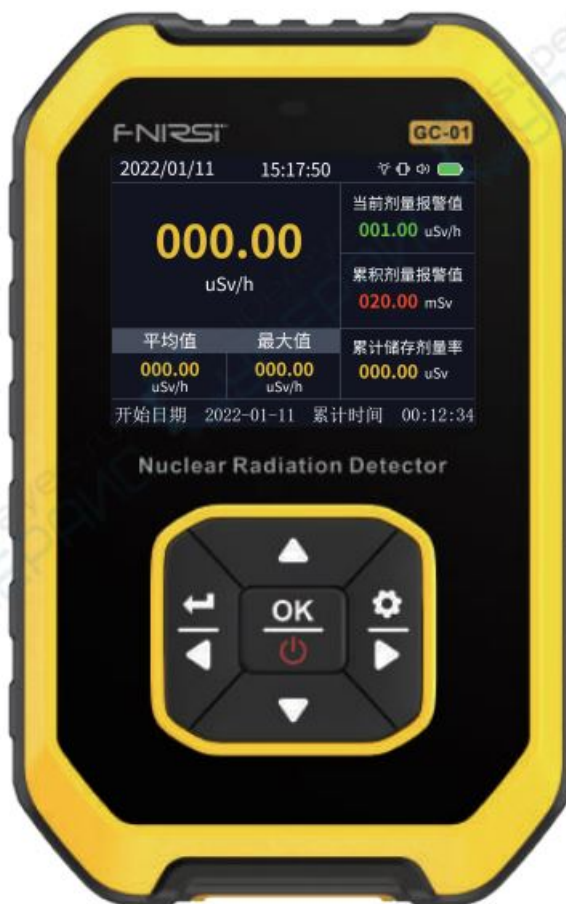 FNIRSI
GC-01
2022/01/11 15:17:50
000.00
uSv/h
当前剂量报警值
001.00 uSv/h
累积剂量报警值
020.00 mSv
平均值 最大值
000.00 000.00
uSv/h uSv/h
累计储存剂量率
000.00 uSv
开始日期 2022-01-11 累计时间 00:12:34
Nuclear Radiation Detector
OK